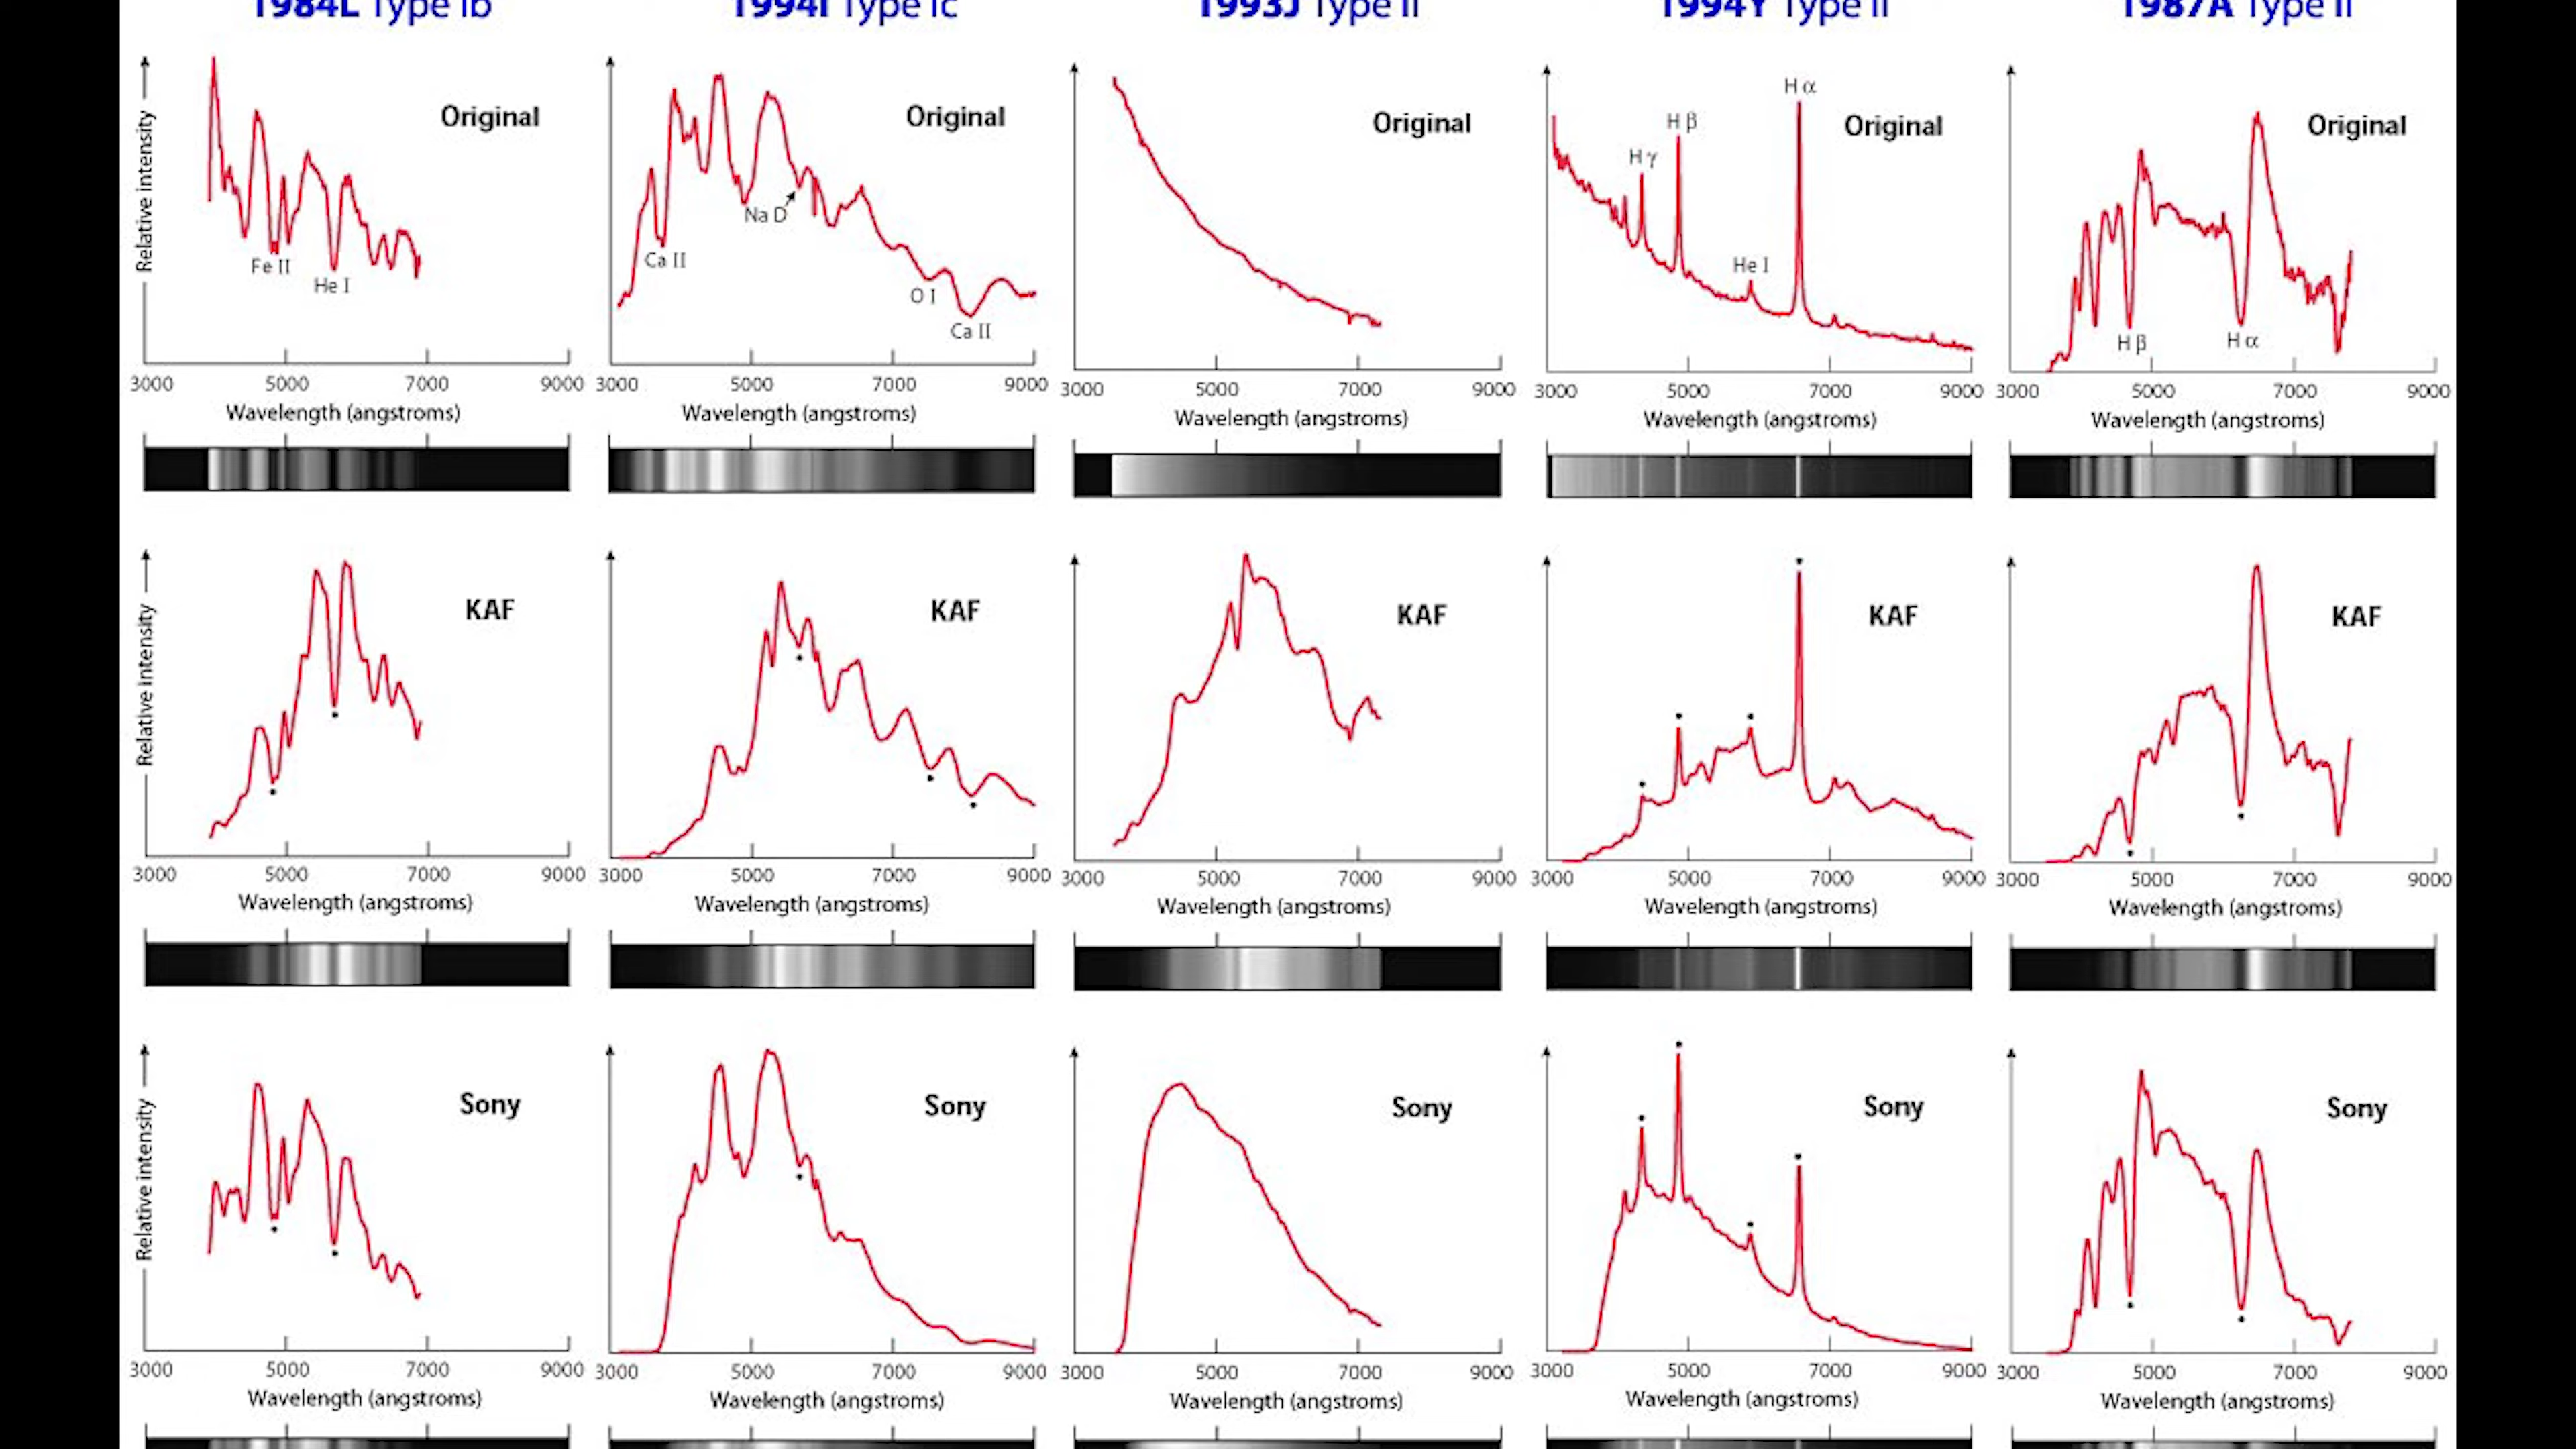 1984L Type Ib
1994I Type Ic
1993J Type II
1994Y Type II
1987A Type II
Relative intensity
Original
Fe II
He I
3000 5000 7000 9000
Wavelength (angstroms)
Original
Ca II
Na D
O I
Ca II
3000 5000 7000 9000
Wavelength (angstroms)
Original
3000 5000 7000 9000
Wavelength (angstroms)
Original
H γ
H β
He I
H α
3000 5000 7000 9000
Wavelength (angstroms)
Original
H β
H α
3000 5000 7000 9000
Wavelength (angstroms)
Relative intensity
KAF
3000 5000 7000 9000
Wavelength (angstroms)
KAF
3000 5000 7000 9000
Wavelength (angstroms)
KAF
3000 5000 7000 9000
Wavelength (angstroms)
KAF
3000 5000 7000 9000
Wavelength (angstroms)
KAF
3000 5000 7000 9000
Wavelength (angstroms)
Relative intensity
Sony
3000 5000 7000 9000
Wavelength (angstroms)
Sony
3000 5000 7000 9000
Wavelength (angstroms)
Sony
3000 5000 7000 9000
Wavelength (angstroms)
Sony
3000 5000 7000 9000
Wavelength (angstroms)
Sony
3000 5000 7000 9000
Wavelength (angstroms)